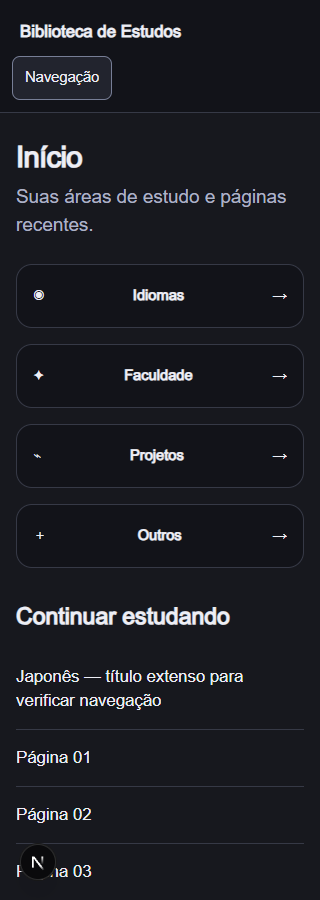 Biblioteca de Estudos
Navegação
Início
Suas áreas de estudo e páginas
recentes.
Idiomas →
Faculdade →
Projetos →
+ Outros →
Continuar estudando
Japonês — título extenso para
verificar navegação
Página 01
Página 02
N
03